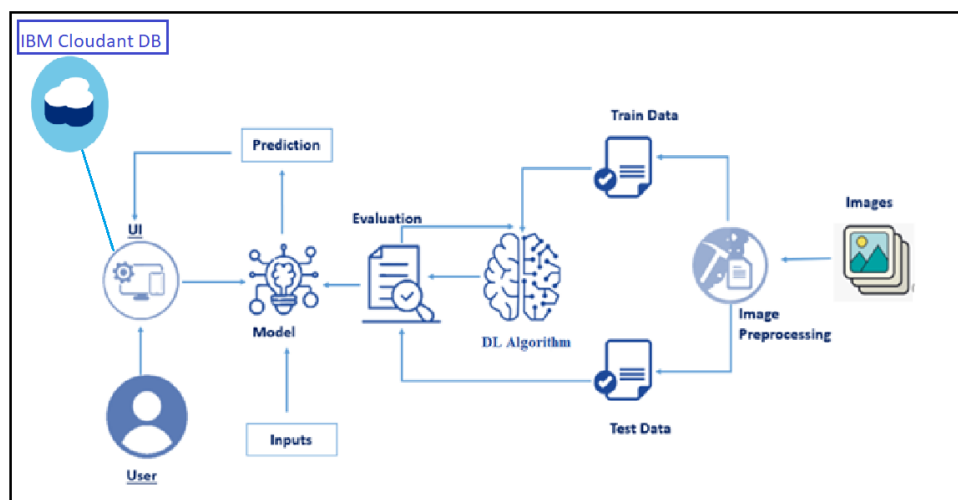 IBM Cloudant DB
Train Data
Prediction
Images
Evaluation
UI
Model
Image
Preprocessing
DL Algorithm
Inputs
Test Data
User